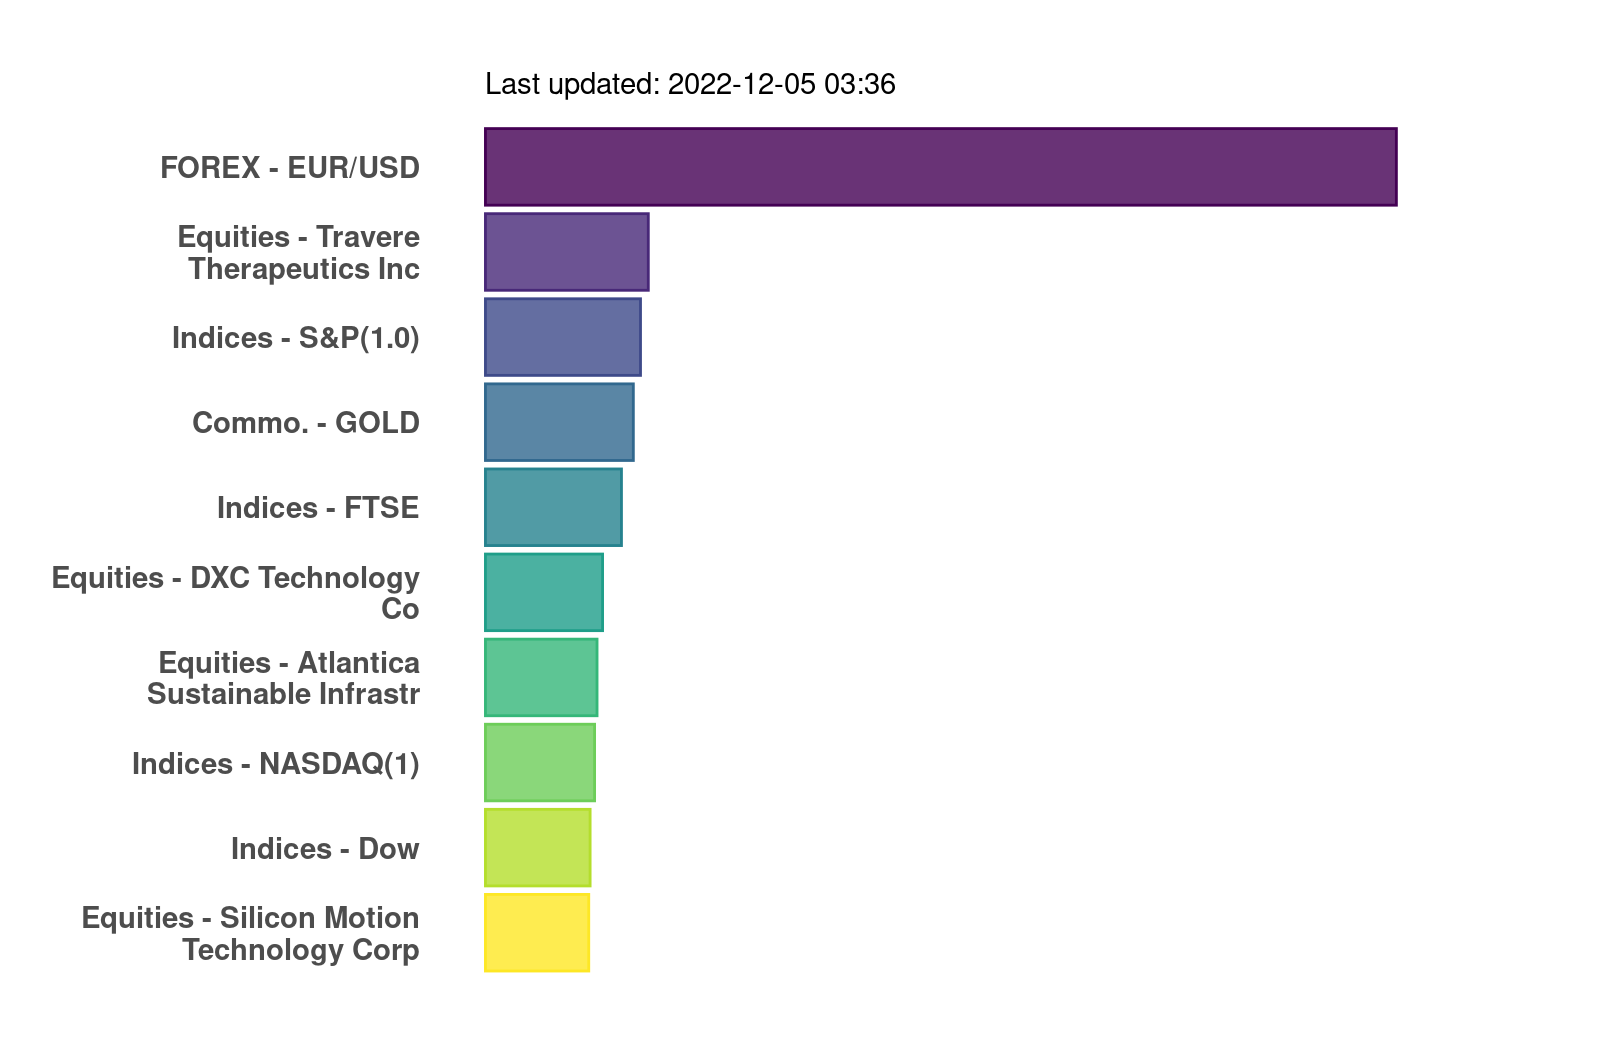 Last updated: 2022-12-05 03:36
FOREX - EUR/USD
Equities - Travere
Therapeutics Inc
Indices - S&P(1.0)
Commo. - GOLD
Indices - FTSE
Equities - DXC Technology
Co
Equities - Atlantica
Sustainable Infrastr
Indices - NASDAQ(1)
Indices - Dow
Equities - Silicon Motion
Technology Corp